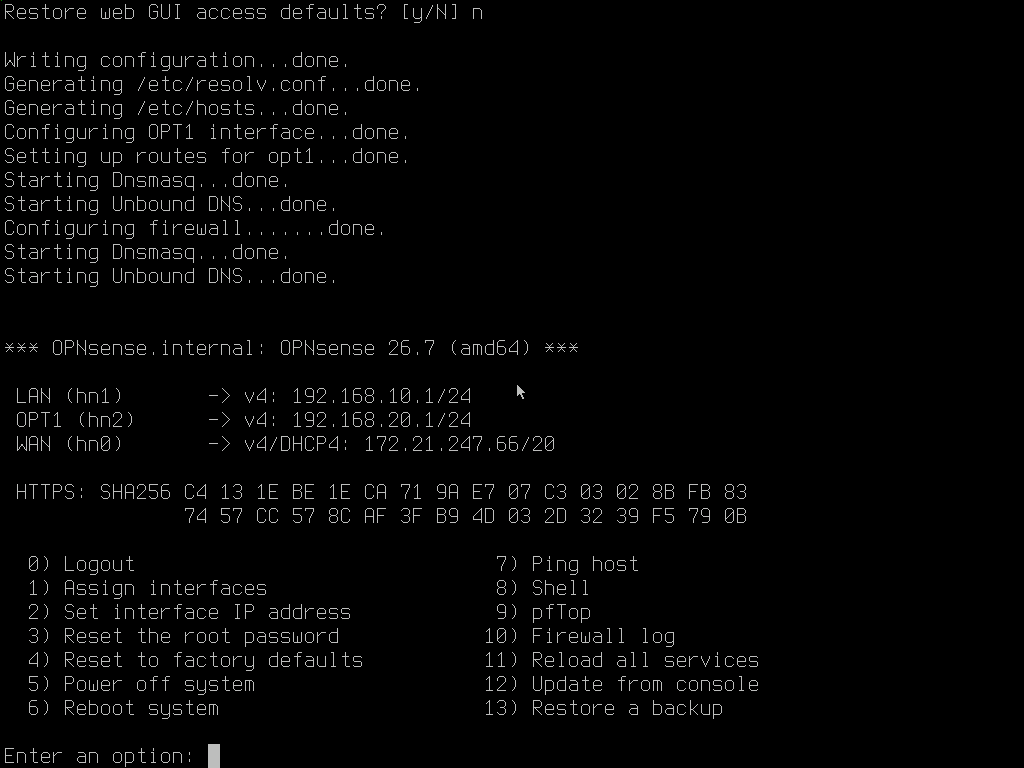 Restore web GUI access defaults? [y/N] n
Writing configuration...done.
Generating /etc/resolv.conf...done.
Generating /etc/hosts...done.
Configuring OPT1 interface...done.
Setting up routes for opt1...done.
Starting Dnsmasq...done.
Starting Unbound DNS...done.
Configuring firewall.......done.
Starting Dnsmasq...done.
Starting Unbound DNS...done.
*** OPNsense.internal: OPNsense 26.7 (amd64) ***
LAN (hn1)       -> v4: 192.168.10.1/24
OPT1 (hn2)      -> v4: 192.168.20.1/24
WAN (hn0)       -> v4/DHCP4: 172.21.247.66/20
HTTPS: SHA256 C4 13 1E BE 1E CA 71 9A E7 07 C3 03 02 8B FB 83
74 57 CC 57 8C AF 3F B9 4D 03 2D 32 39 F5 79 0B
0) Logout                              7) Ping host
1) Assign interfaces                   8) Shell
2) Set interface IP address            9) pfTop
3) Reset the root password            10) Firewall log
4) Reset to factory defaults          11) Reload all services
5) Power off system                   12) Update from console
6) Reboot system                      13) Restore a backup
Enter an option: